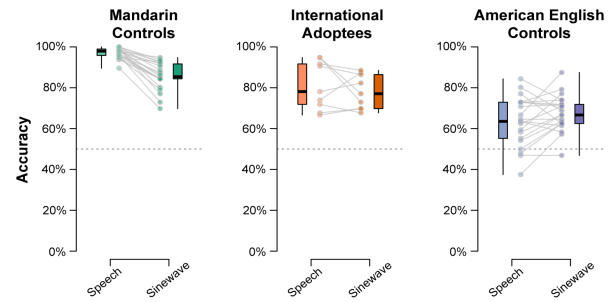 Mandarin
Controls
International
Adoptees
American English
Controls
Accuracy
100%
80%
60%
40%
20%
0%
Speech
Sinewave
100%
80%
60%
40%
20%
0%
Speech
Sinewave
100%
80%
60%
40%
20%
0%
Speech
Sinewave